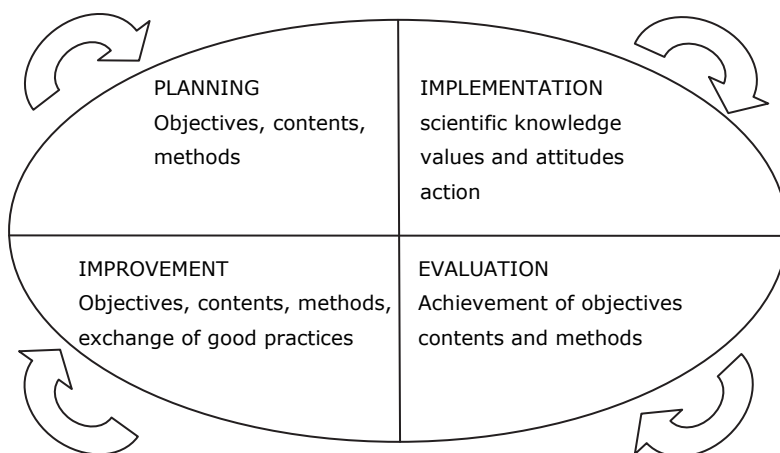 PLANNING
Objectives, contents,
methods
IMPLEMENTATION
scientific knowledge
values and attitudes
action
IMPROVEMENT
Objectives, contents, methods,
exchange of good practices
EVALUATION
Achievement of objectives
contents and methods